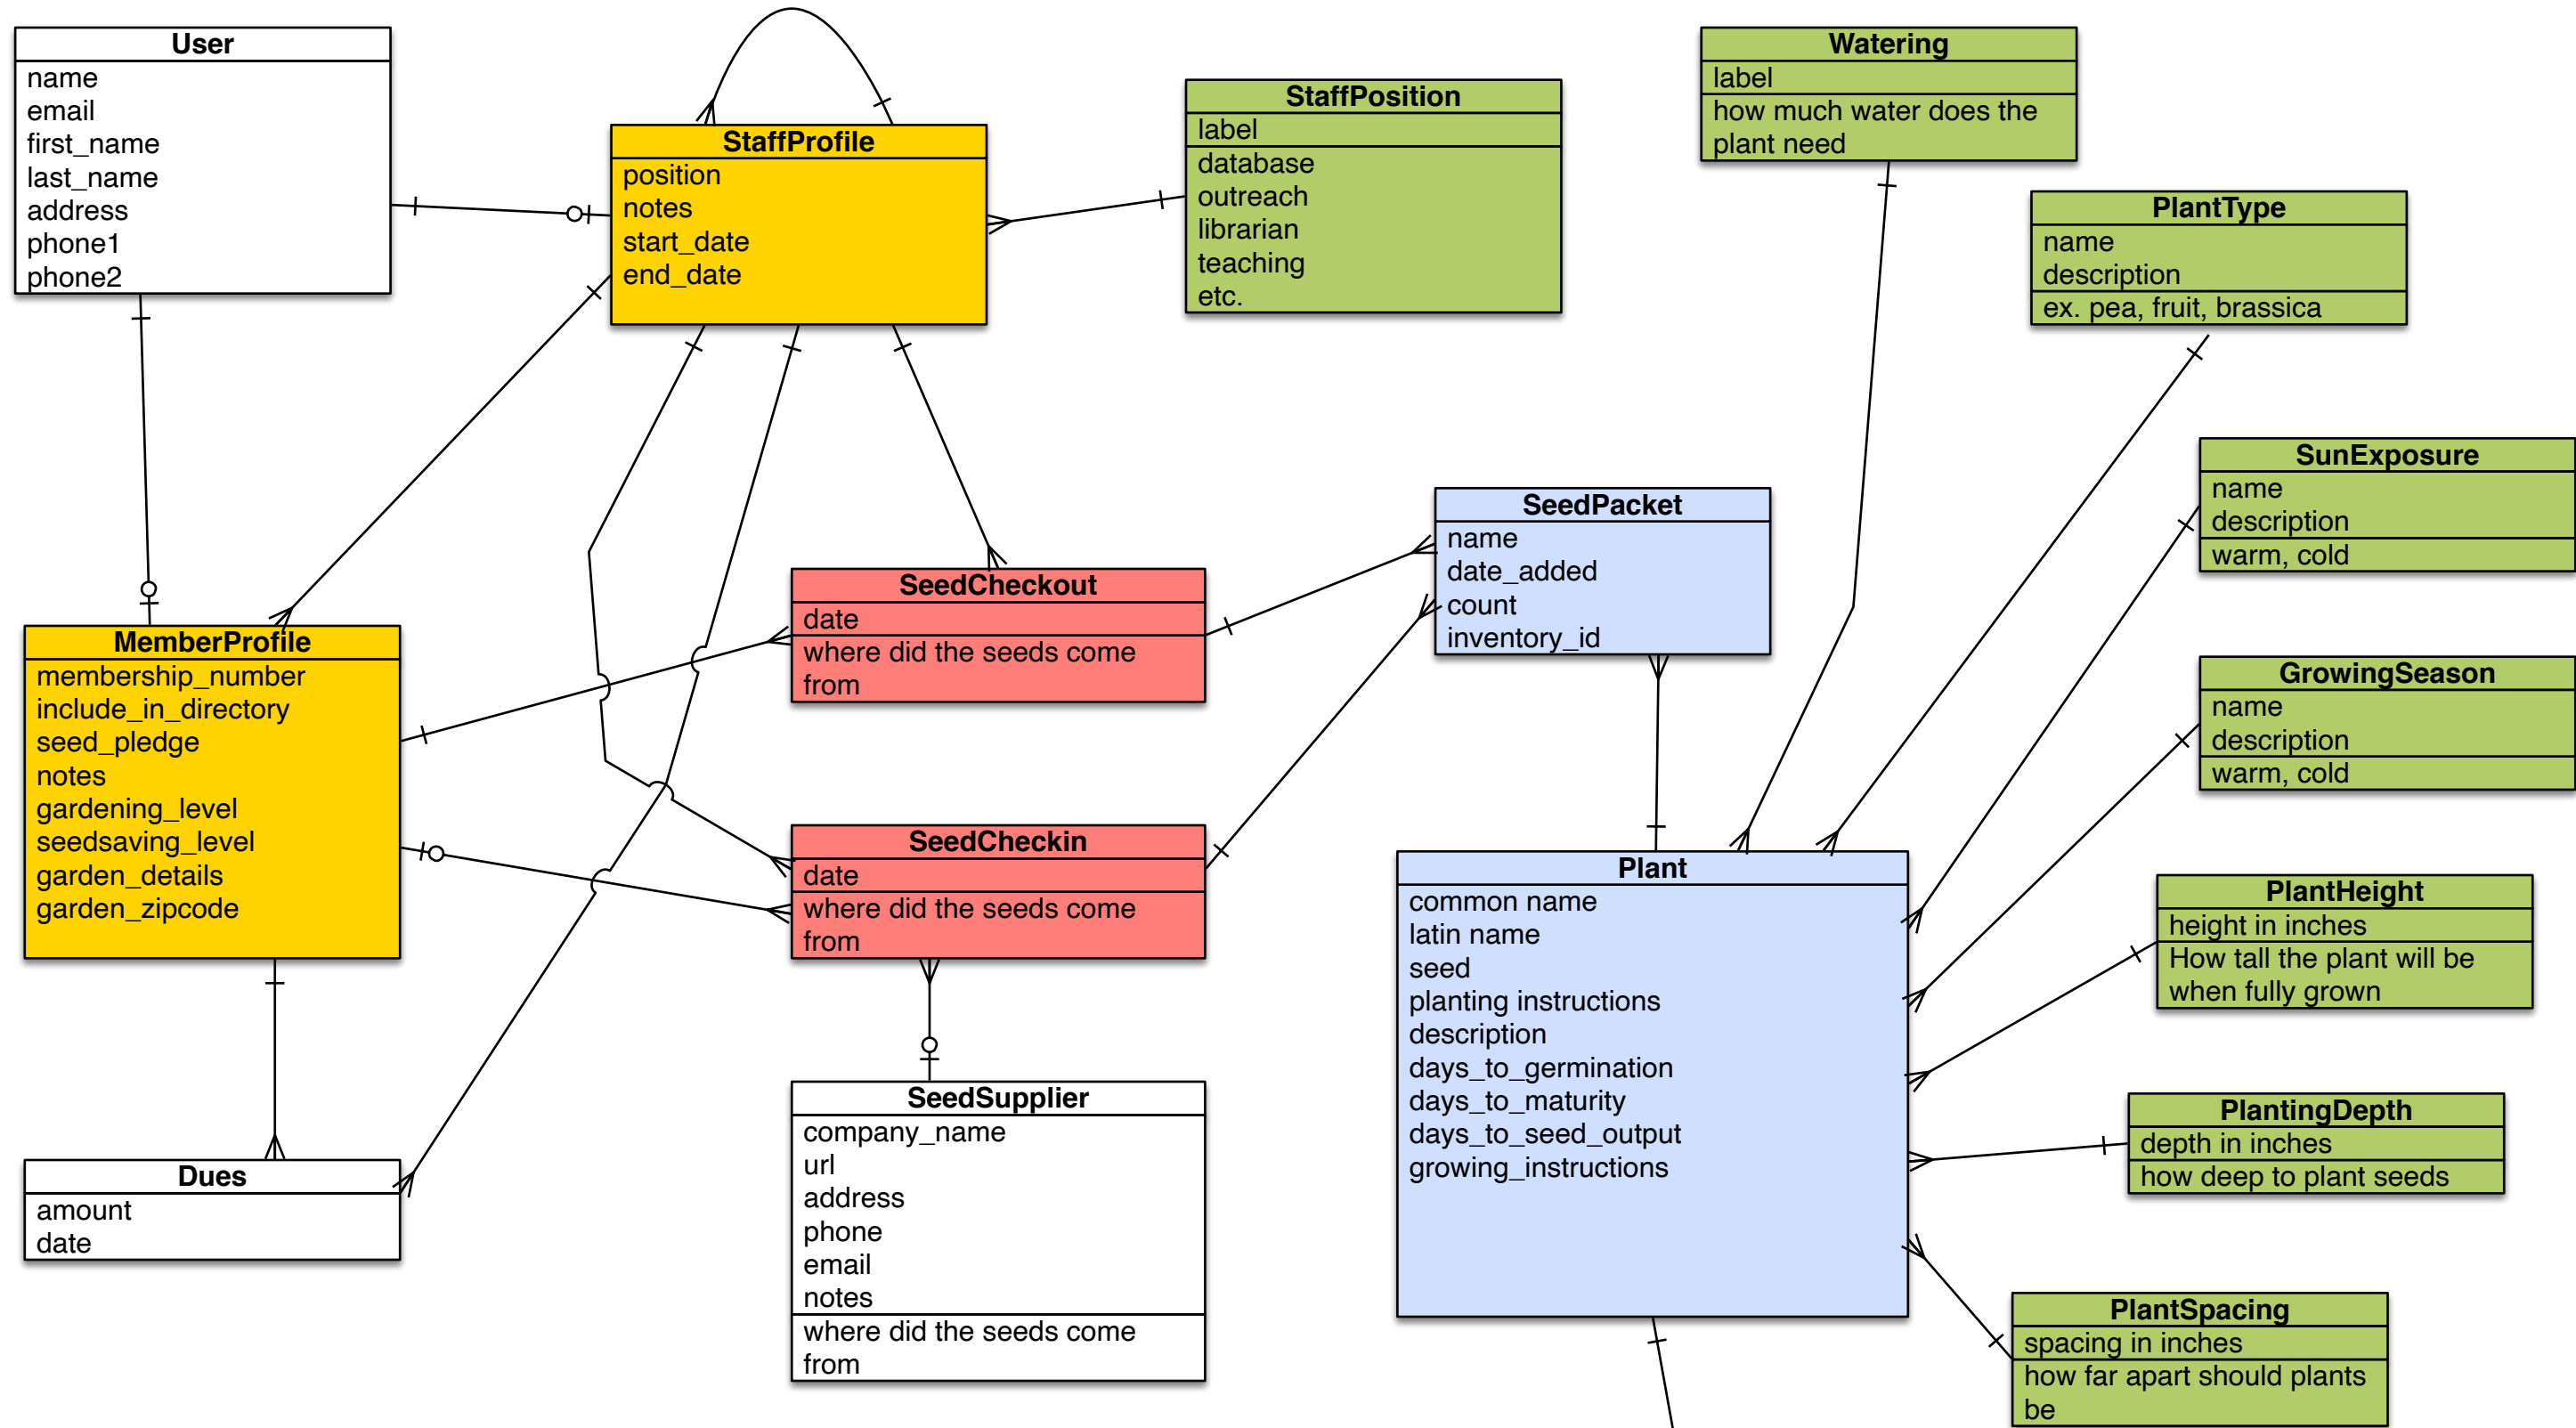 User
name
email
first_name
last_name
address
phone1
phone2
StaffProfile
position
notes
start_date
end_date
StaffPosition
label
database
outreach
librarian
teaching
etc.
Watering
label
how much water does the
plant need
PlantType
name
description
ex. pea, fruit, brassica
SunExposure
name
description
warm, cold
SeedPacket
name
date_added
count
inventory_id
SeedCheckout
date
where did the seeds come
from
MemberProfile
membership_number
include_in_directory
seed_pledge
notes
gardening_level
seedsaving_level
garden_details
garden_zipcode
GrowingSeason
name
description
warm, cold
SeedCheckin
date
where did the seeds come
from
Plant
common name
latin name
seed
planting instructions
description
days_to_germination
days_to_maturity
days_to_seed_output
growing_instructions
PlantHeight
height in inches
How tall the plant will be
when fully grown
PlantingDepth
depth in inches
how deep to plant seeds
SeedSupplier
company_name
url
address
phone
email
notes
where did the seeds come
from
Dues
amount
date
PlantSpacing
spacing in inches
how far apart should plants
be